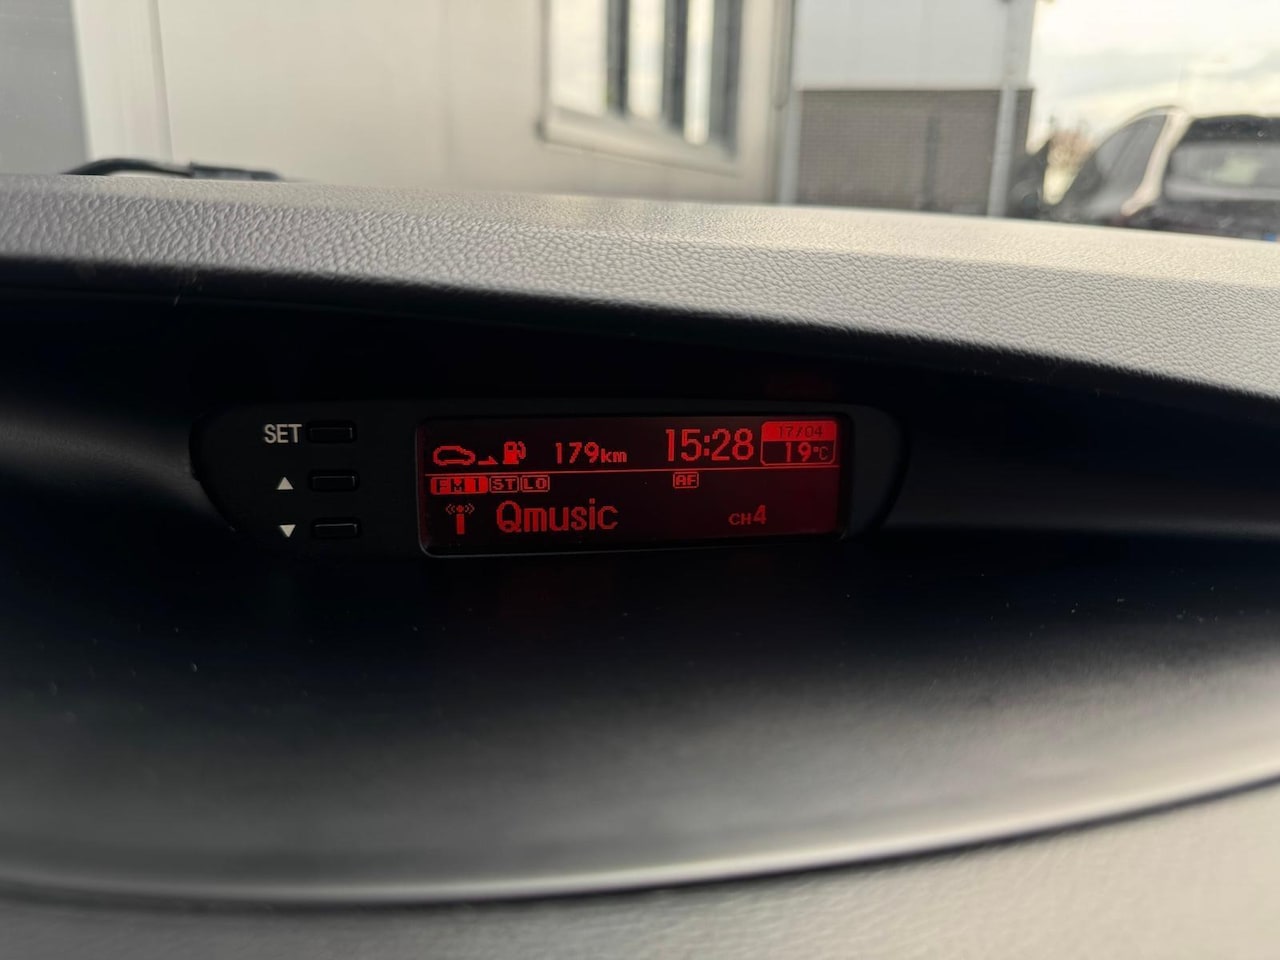 SET
179km 15:28 17/04
19°C
FM1 ST LO AF
Qmusic CH4